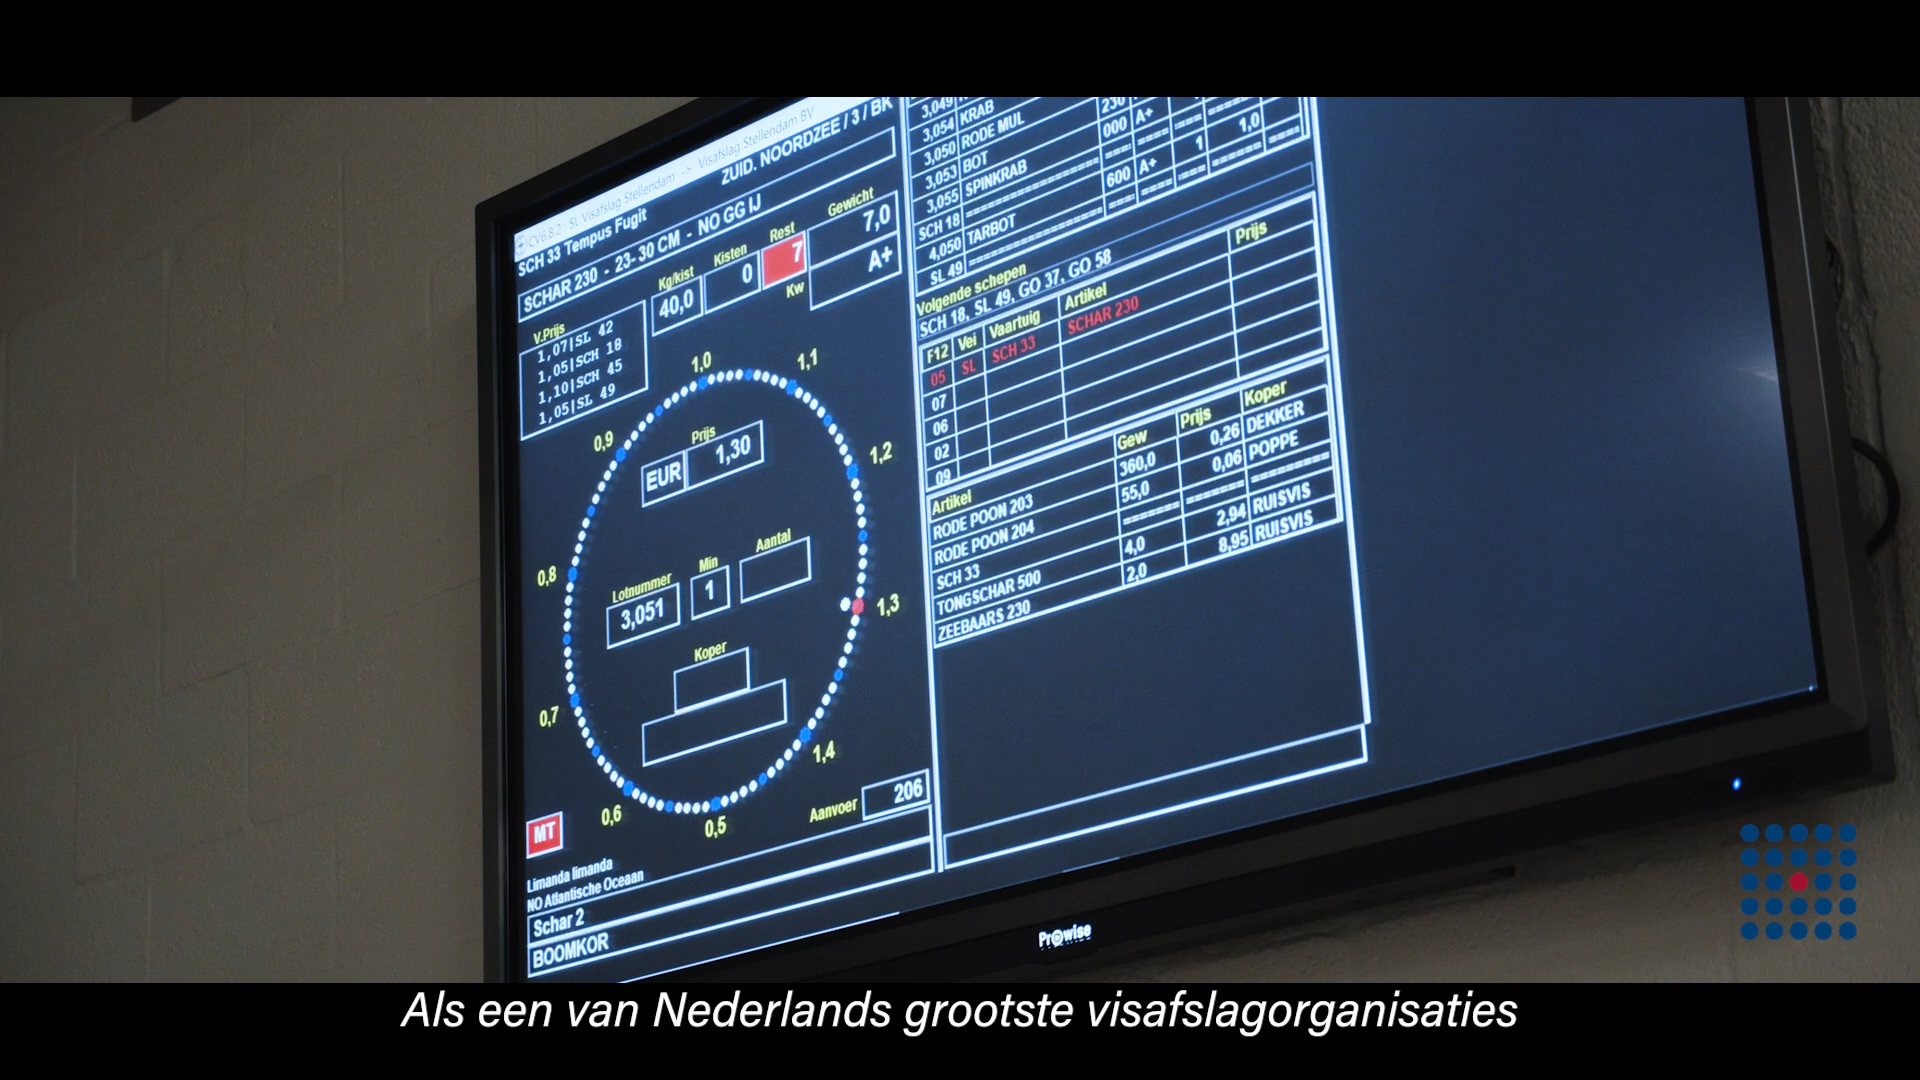 ICV6.8.2 : SL Visafslag Stellendam -> Visafslag Stellendam BV
SCH 33 Tempus Fugit
ZUID. NOORDZEE / 3 / BK
SCHAR 230 - 23-30 CM - NO GG IJ
V.Prijs
1,07|SL 42
1,05|SCH 18
1,10|SCH 45
1,05|SL 49
Kg/kist
40,0
Kisten
0
Rest
7
Gewicht
7,0
Kw
A+
1,0
1,1
0,9
1,2
0,8
1,3
0,7
1,4
0,6
0,5
Prijs
EUR 1,30
Lotnummer
3,051
Min
1
Aantal
Koper
MT
Aanvoer
206
Limanda limanda
NO Atlantische Oceaan
Schar 2
BOOMKOR
3,049
3,054 KRAB 230
3,050 RODE MUL 000 A+
3,053 BOT ---- ---- ---- 1,0
3,055 SPINKRAB 600 A+ 1 ------ ----
SCH 18 ---------------- ---- ---- ---- ------ ----
4,050 TARBOT
SL 49 ----------------
Volgende schepen
SCH 18, SL 49, GO 37, GO 58
F12 Vei Vaartuig Artikel Prijs
05 SL SCH 33 SCHAR 230
07
06
02
09
Artikel Gew Prijs Koper
RODE POON 203 360,0 0,26 DEKKER
RODE POON 204 55,0 0,06 POPPE
SCH 33 ------- ------- ---------
TONGSCHAR 500 4,0 2,94 RUISVIS
ZEEBAARS 230 2,0 8,95 RUISVIS
Prowise
Als een van Nederlands grootste visafslagorganisaties